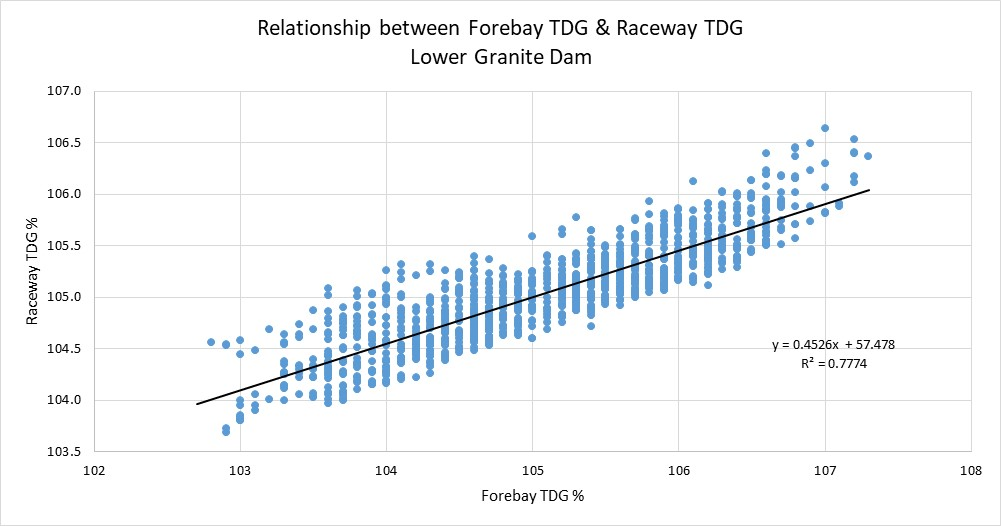 Relationship between Forebay TDG & Raceway TDG
Lower Granite Dam
107.0
106.5
106.0
105.5
105.0
104.5
104.0
103.5
Raceway TDG %
y = 0.4526x + 57.478
R² = 0.7774
102 103 104 105 106 107 108
Forebay TDG %